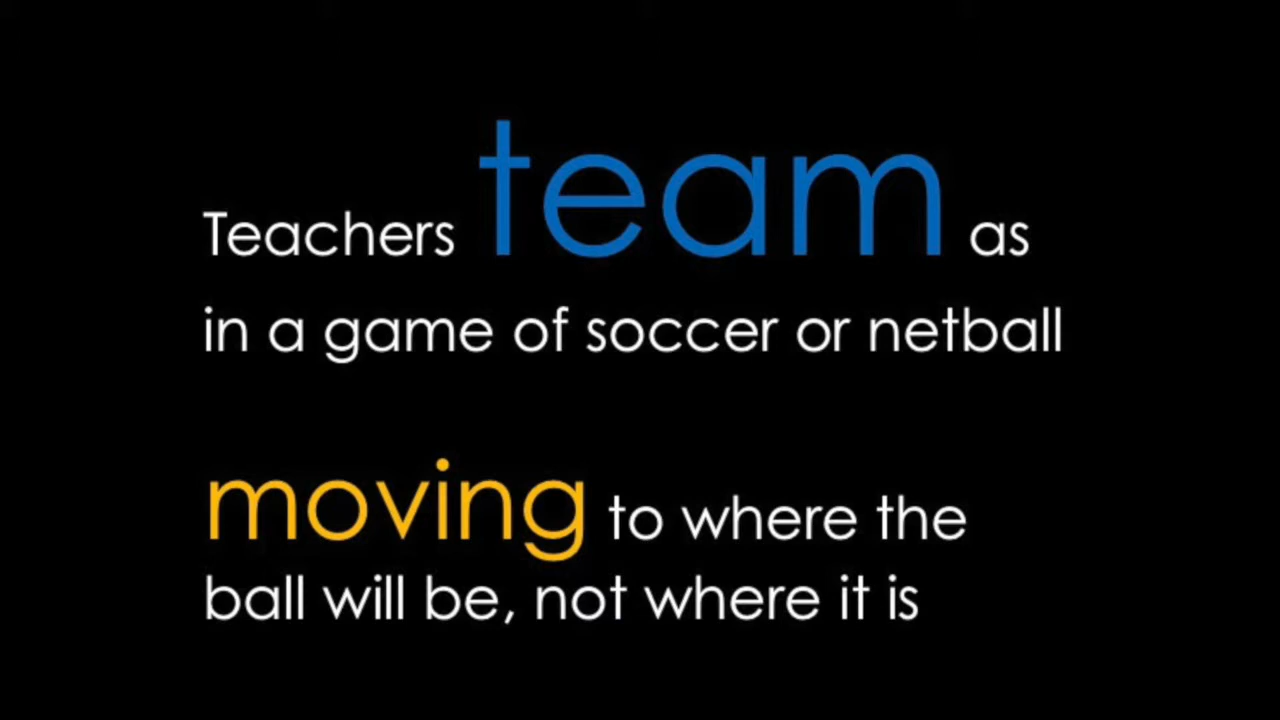 Teachers team as
in a game of soccer or netball
moving to where the
ball will be, not where it is